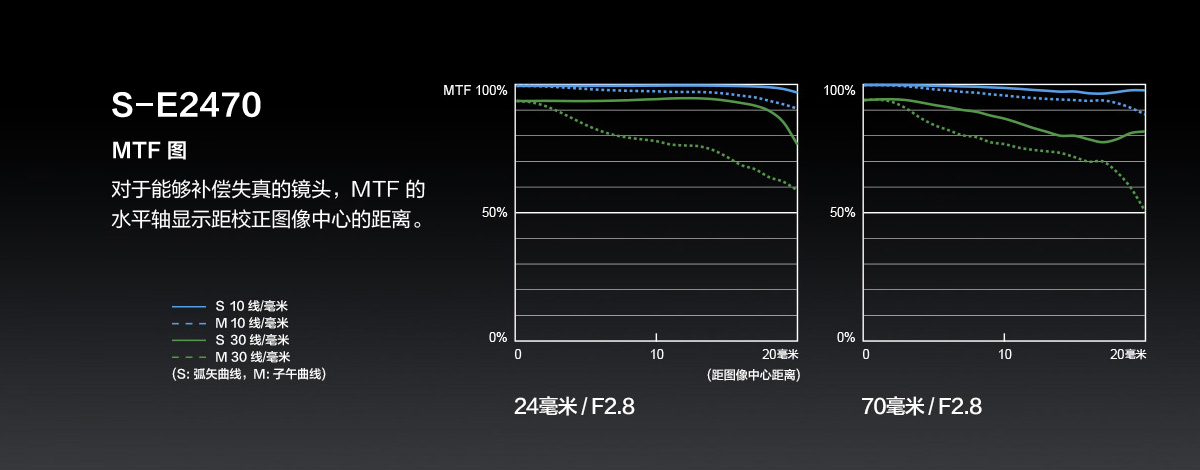 S-E2470
MTF 图
对于能够补偿失真的镜头，MTF 的
水平轴显示距校正图像中心的距离。
S 10 线/毫米
M 10 线/毫米
S 30 线/毫米
M 30 线/毫米
(S: 弧矢曲线，M: 子午曲线)
MTF 100%
50%
0%
0 10 20毫米
(距图像中心距离)
24毫米 / F2.8
100%
50%
0%
0 10 20毫米
70毫米 / F2.8